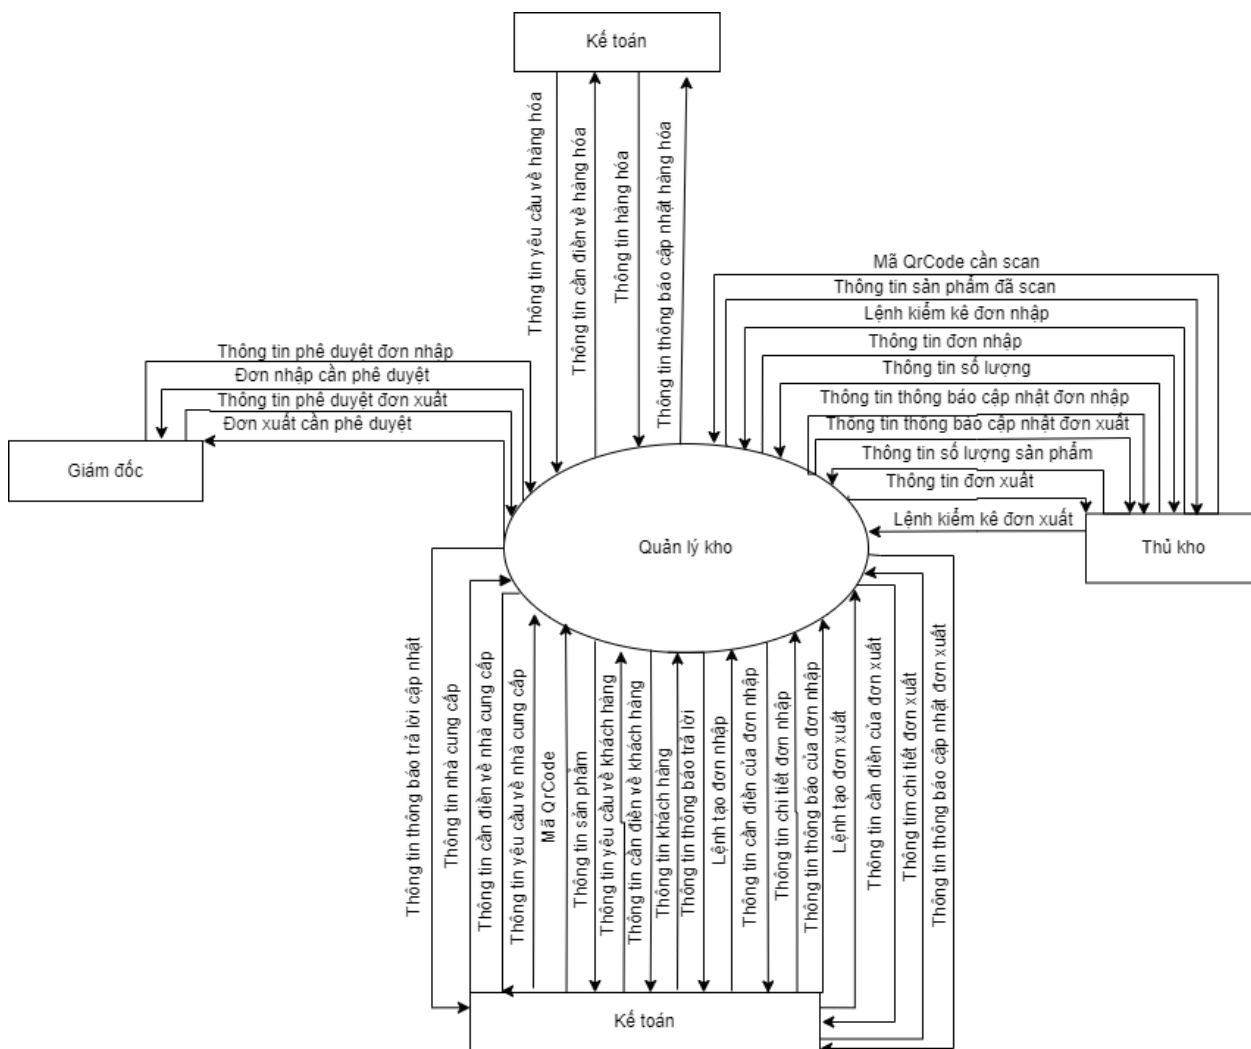 Kế toán
Thông tin yêu cầu về hàng hóa
Thông tin cần điền về hàng hóa
Thông tin hàng hóa
Thông tin thông báo cập nhật hàng hóa
Mã QrCode cần scan
Thông tin sản phẩm đã scan
Lệnh kiểm kê đơn nhập
Thông tin đơn nhập
Thông tin số lượng
Thông tin thông báo cập nhật đơn nhập
Thông tin thông báo cập nhật đơn xuất
Thông tin số lượng sản phẩm
Thông tin đơn xuất
Lệnh kiểm kê đơn xuất
Thông tin phê duyệt đơn nhập
Đơn nhập cần phê duyệt
Thông tin phê duyệt đơn xuất
Đơn xuất cần phê duyệt
Giám đốc
Quản lý kho
Thủ kho
Thông tin thông báo trả lời cập nhật
Thông tin nhà cung cấp
Thông tin cần điền về nhà cung cấp
Thông tin yêu cầu về nhà cung cấp
Mã QrCode
Thông tin sản phẩm
Thông tin yêu cầu về khách hàng
Thông tin cần điền về khách hàng
Thông tin khách hàng
Thông tin thông báo trả lời
Lệnh tạo đơn nhập
Thông tin cần điền của đơn nhập
Thông tin chi tiết đơn nhập
Thông tin thông báo của đơn nhập
Lệnh tạo đơn xuất
Thông tin cần điền của đơn xuất
Thông tim chi tiết đơn xuất
Thông tin thông báo cập nhật đơn xuất
Kế toán